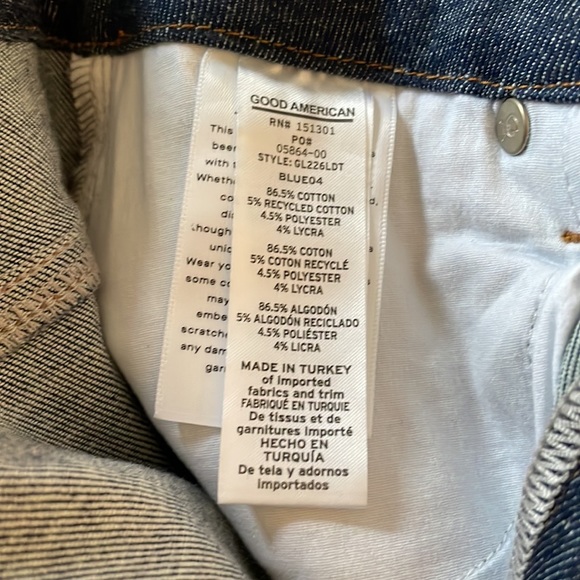 GOOD AMERICAN
RN# 151301
PO#
05864-00
STYLE: GL226LDT
BLUE04
86.5% COTTON
5% RECYCLED COTTON
4.5% POLYESTER
4% LYCRA
86.5% COTON
5% COTON RECYCLÉ
4.5% POLYESTER
4% LYCRA
86.5% ALGODÓN
5% ALGODÓN RECICLADO
4.5% POLIÉSTER
4% LICRA
MADE IN TURKEY
of imported
fabrics and trim
FABRIQUÉ EN TURQUIE
De tissus et de
garnitures importé
HECHO EN
TURQUÍA
De tela y adornos
importados
This
been
with
Wheth
co
di
though
uniq
Wear yo
some c
may
embe
scratche
any dam
gar